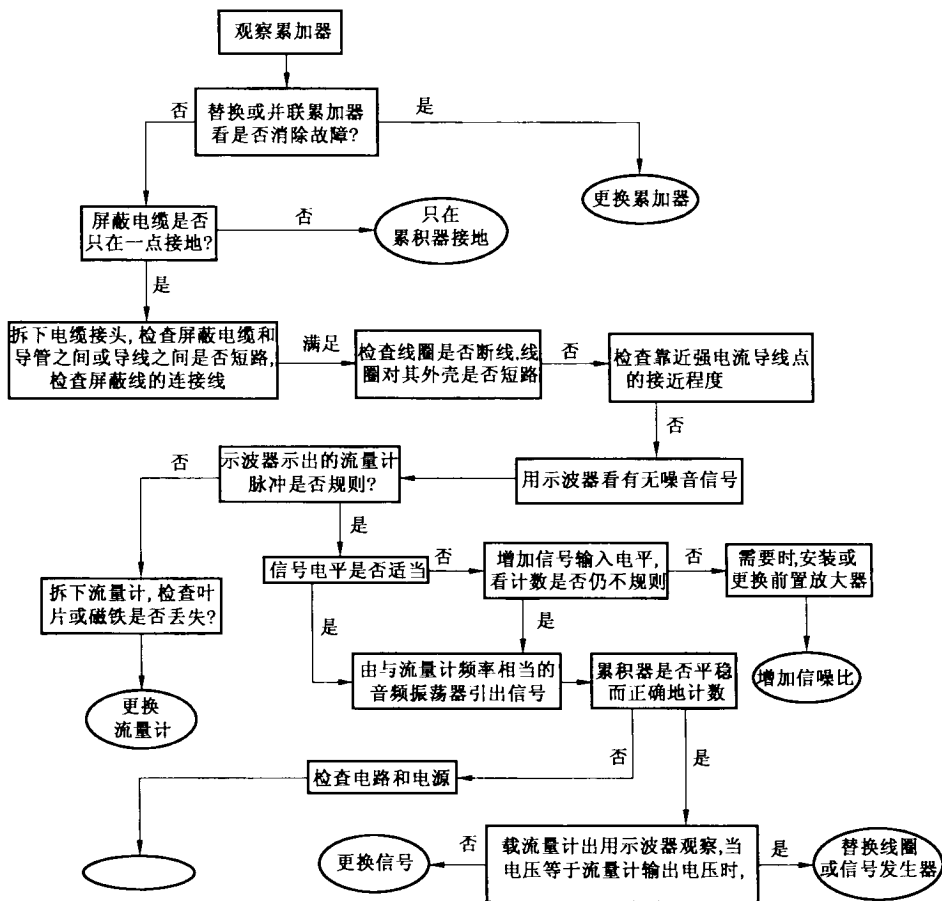 观察累加器
否
替换或并联累加器
看是否消除故障?
是
更换累加器
屏蔽电缆是否
只在一点接地?
否
只在
累积器接地
是
拆下电缆接头,检查屏蔽电缆和
导管之间或导线之间是否短路,
检查屏蔽线的连接线
满足
检查线圈是否断线,线
圈对其外壳是否短路
否
检查靠近强电流导线点
的接近程度
否
用示波器看有无噪音信号
示波器示出的流量计
脉冲是否规则?
否
是
拆下流量计,检查叶
片或磁铁是否丢失?
更换
流量计
信号电平是否适当
否
增加信号输入电平,
看计数是否仍不规则
否
需要时,安装或
更换前置放大器
增加信噪比
是
是
由与流量计频率相当的
音频振荡器引出信号
累积器是否平稳
而正确地计数
否
是
检查电路和电源
载流量计出用示波器观察,当
电压等于流量计输出电压时,
否
更换信号
是
替换线圈
或信号发生器